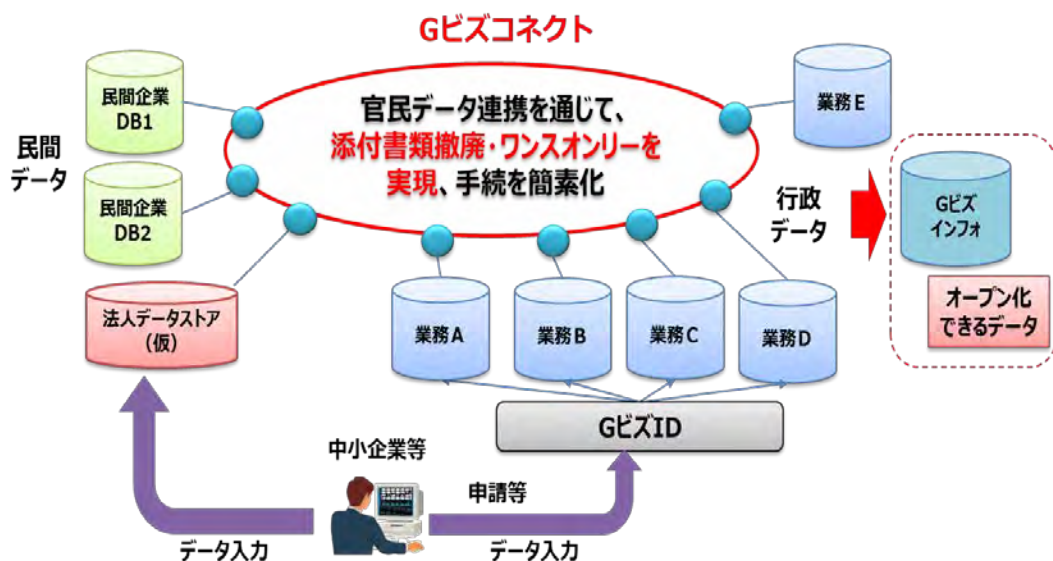 Gビズコネクト
官民データ連携を通じて、
添付書類撤廃・ワンスオンリーを
実現、手続を簡素化
民間
データ
民間企業
DB1
民間企業
DB2
法人データストア
(仮)
業務E
行政
データ
Gビズ
インフォ
オープン化
できるデータ
業務A
業務B
業務C
業務D
GビズID
中小企業等
申請等
データ入力
データ入力